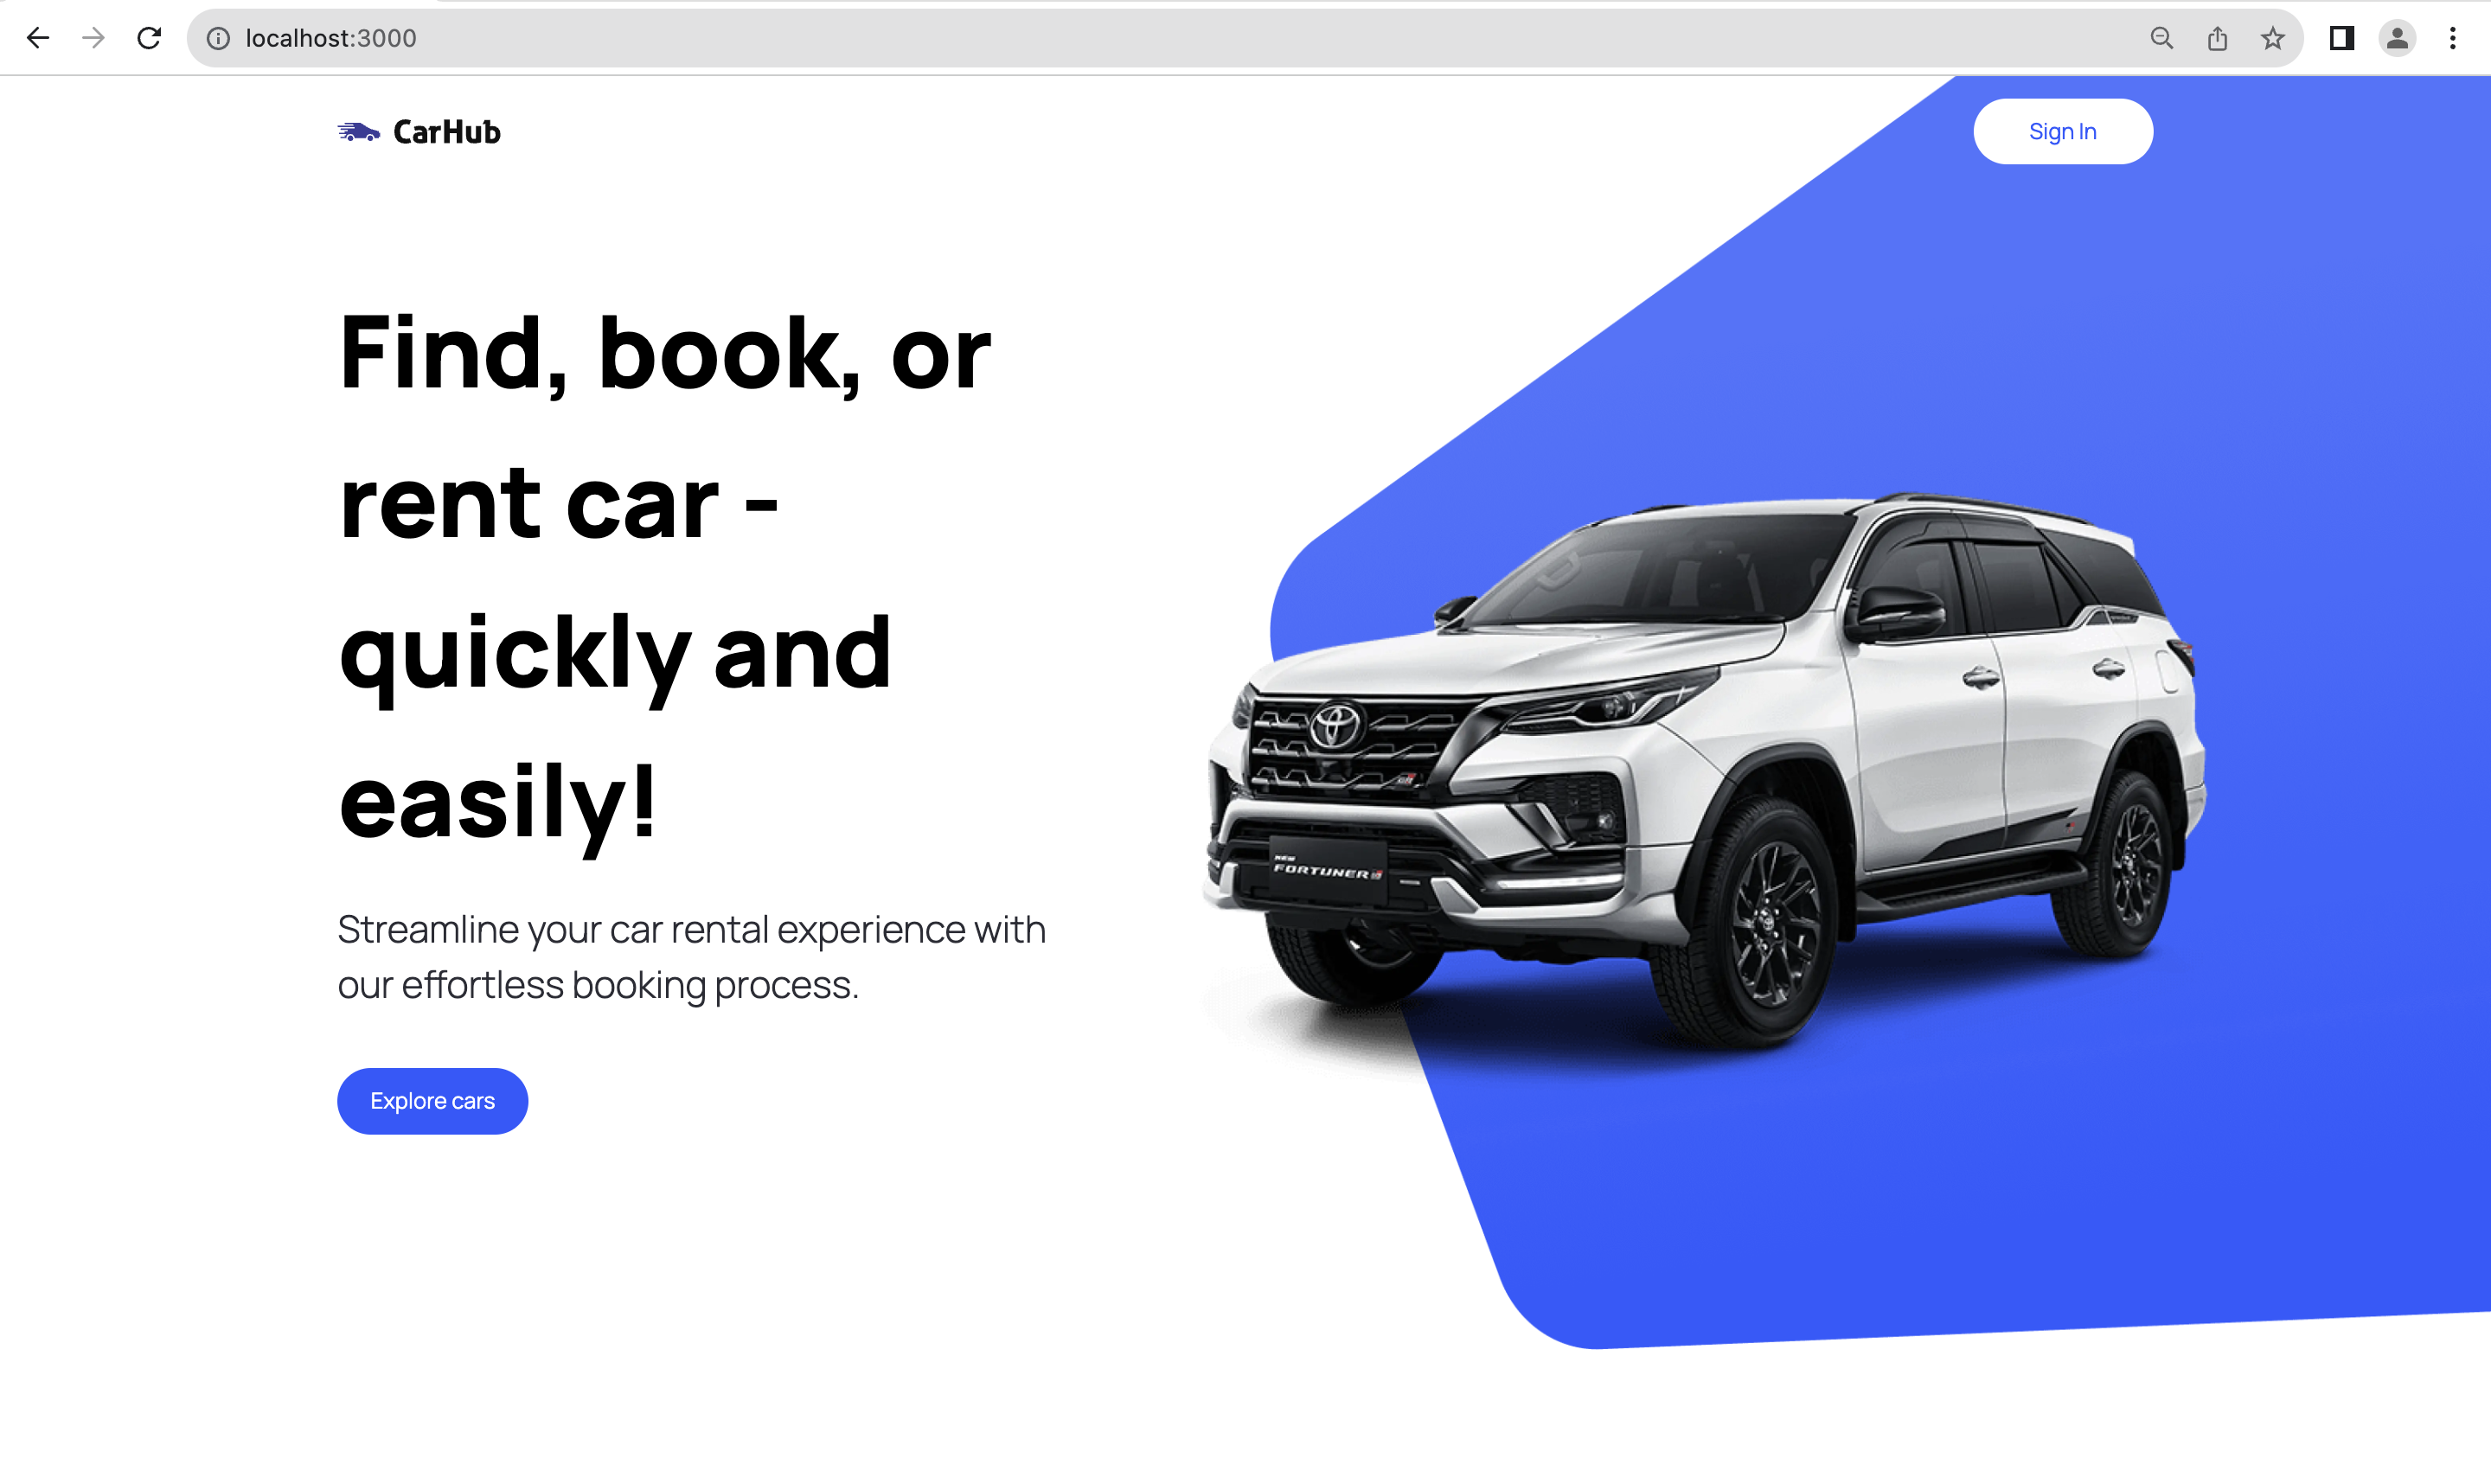 localhost:3000
CarHub
Sign In
Find, book, or
rent car -
quickly and
easily!
NEW
FORTUNER
Streamline your car rental experience with
our effortless booking process.
Explore cars